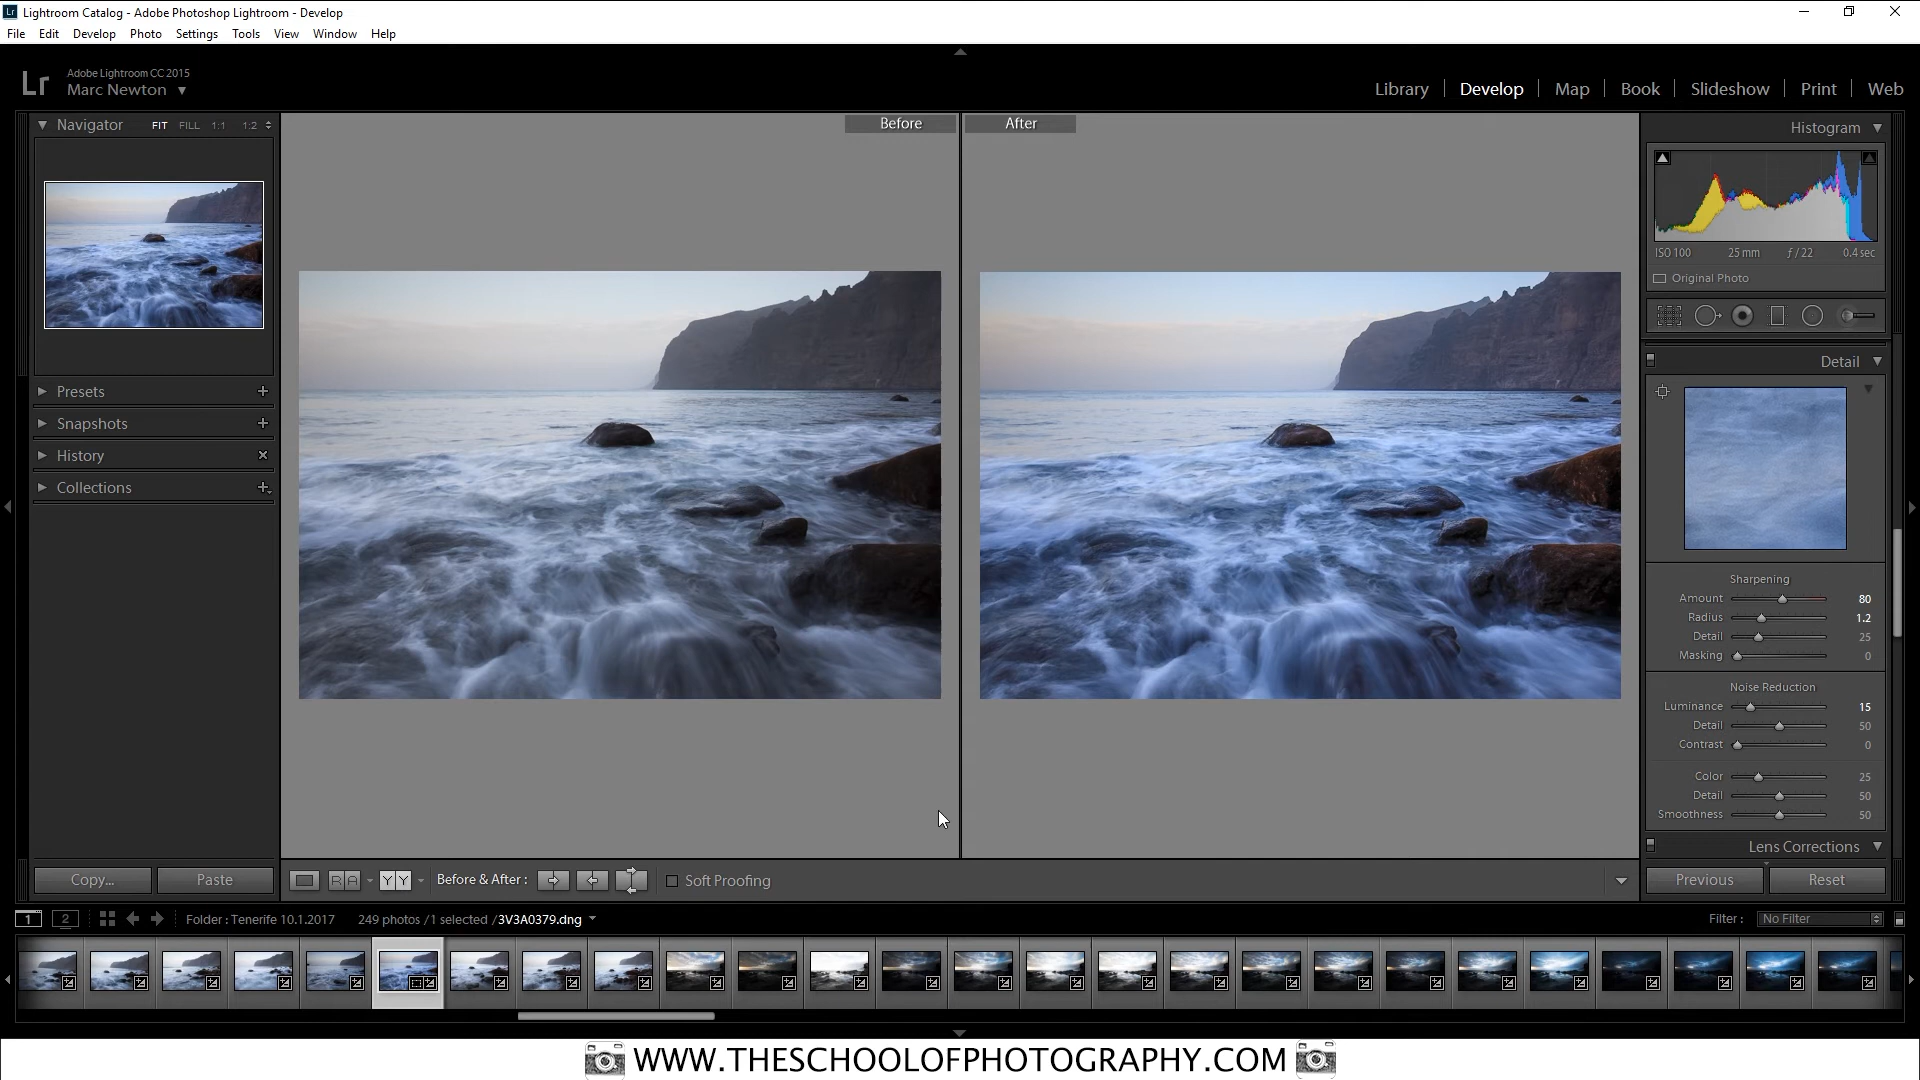 Lr Lightroom Catalog - Adobe Photoshop Lightroom - Develop
File Edit Develop Photo Settings Tools View Window Help
Lr
Adobe Lightroom CC 2015
Marc Newton
Library Develop Map Book Slideshow Print Web
Navigator FIT FILL 1:1 1:2
Presets
Snapshots
History
Collections
Copy... Paste
Before After
Histogram
ISO 100 25 mm ƒ / 22 0.4 sec
Original Photo
Detail
Sharpening
Amount 80
Radius 1.2
Detail 25
Masking 0
Noise Reduction
Luminance 15
Detail 50
Contrast 0
Color 25
Detail 50
Smoothness 50
Lens Corrections
Previous Reset
R A Y Y Before & After : Soft Proofing
1 2 Folder : Tenerife 10.1.2017 249 photos / 1 selected / 3V3A0379.dng Filter : No Filter
WWW.THESCHOOLOFPHOTOGRAPHY.COM